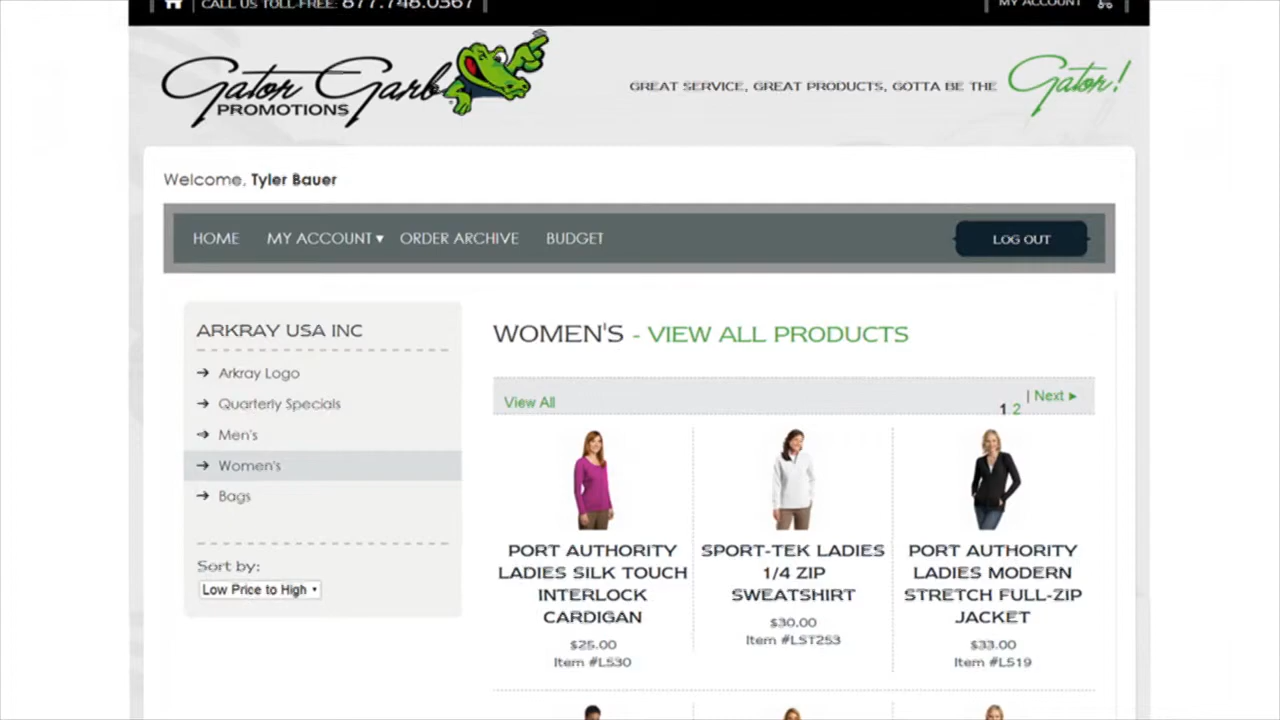 CALL US TOLL-FREE: 877.748.0367
MY ACCOUNT
Gator Garb
PROMOTIONS
GREAT SERVICE, GREAT PRODUCTS, GOTTA BE THE Gator!
Welcome, Tyler Bauer
HOME MY ACCOUNT ▾ ORDER ARCHIVE BUDGET LOG OUT
ARKRAY USA INC
→ Arkray Logo
→ Quarterly Specials
→ Men's
→ Women's
→ Bags
Sort by:
Low Price to High
WOMEN'S - VIEW ALL PRODUCTS
View All
1 2 | Next ►
PORT AUTHORITY
LADIES SILK TOUCH
INTERLOCK
CARDIGAN
$25.00
Item #L530
SPORT-TEK LADIES
1/4 ZIP
SWEATSHIRT
$30.00
Item #LST253
PORT AUTHORITY
LADIES MODERN
STRETCH FULL-ZIP
JACKET
$33.00
Item #L519